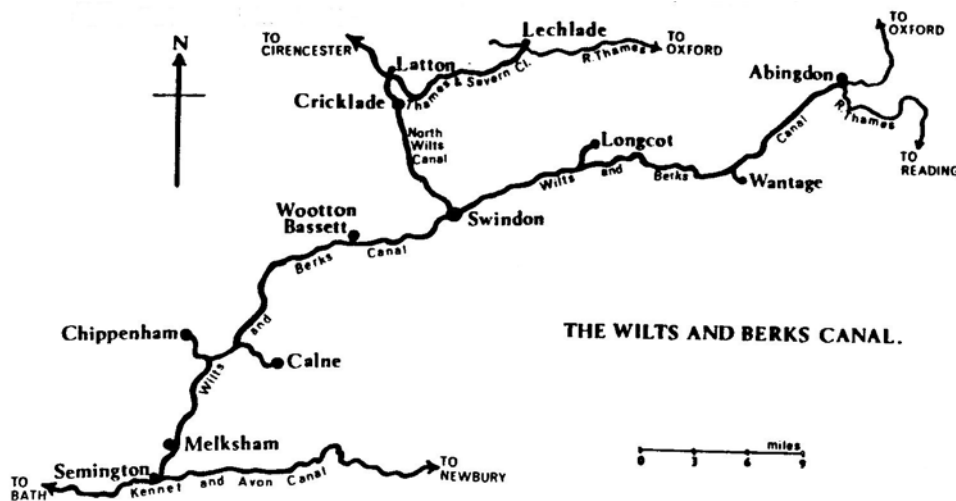 N
TO
CIRENCESTER
Lechlade
TO
OXFORD
R. Thames
TO
OXFORD
Latton
Thames & Severn Cl.
Abingdon
Cricklade
R. Thames
North
Wilts
Canal
Longcot
Canal
TO
READING
Wilts and Berks
Wantage
Wootton
Bassett
Swindon
Berks Canal
and
Chippenham
THE WILTS AND BERKS CANAL.
Calne
Wilts
Melksham
miles
0 3 6 9
Semington
TO
BATH
Kennet and Avon Canal
TO
NEWBURY